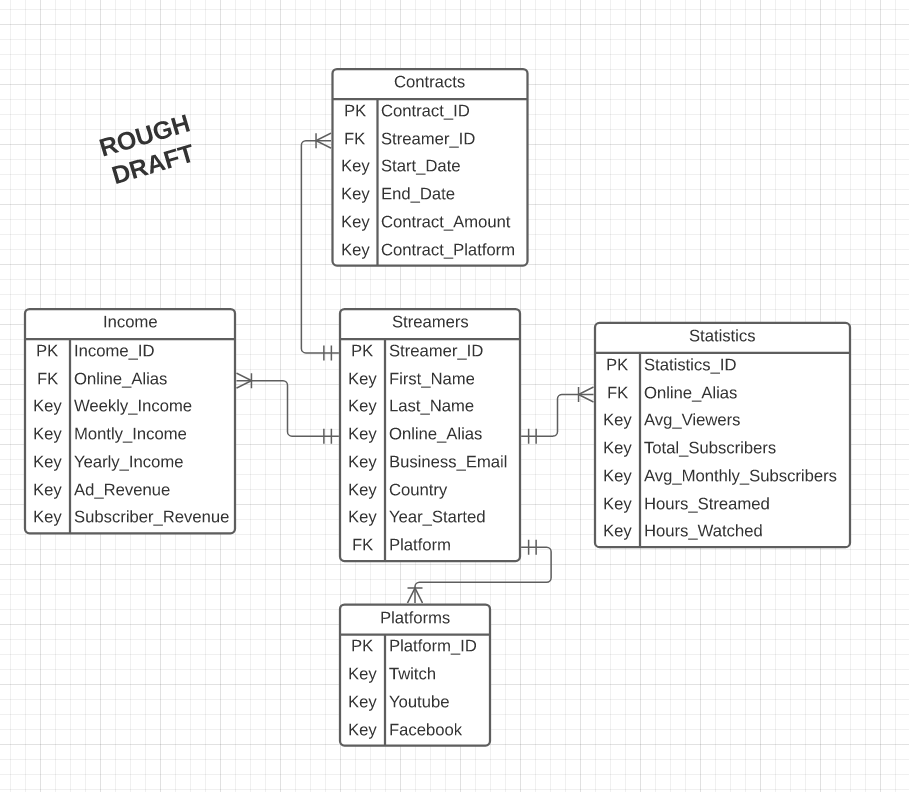 ROUGH
DRAFT
Contracts
PK Contract_ID
FK Streamer_ID
Key Start_Date
Key End_Date
Key Contract_Amount
Key Contract_Platform
Income
PK Income_ID
FK Online_Alias
Key Weekly_Income
Key Montly_Income
Key Yearly_Income
Key Ad_Revenue
Key Subscriber_Revenue
Streamers
PK Streamer_ID
Key First_Name
Key Last_Name
Key Online_Alias
Key Business_Email
Key Country
Key Year_Started
FK Platform
Statistics
PK Statistics_ID
FK Online_Alias
Key Avg_Viewers
Key Total_Subscribers
Key Avg_Monthly_Subscribers
Key Hours_Streamed
Key Hours_Watched
Platforms
PK Platform_ID
Key Twitch
Key Youtube
Key Facebook